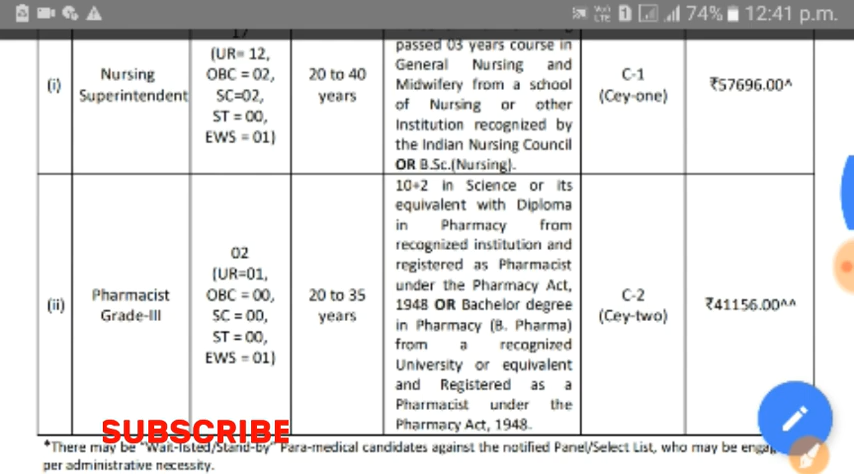 74% 12:41 p.m.
17
(i)
Nursing
Superintendent
(UR= 12,
OBC = 02,
SC=02,
ST = 00,
EWS = 01)
20 to 40
years
passed 03 years course in
General Nursing and
Midwifery from a school
of Nursing or other
Institution recognized by
the Indian Nursing Council
OR B.Sc.(Nursing).
C-1
(Cey-one)
₹57696.00^
(ii)
Pharmacist
Grade-III
02
(UR=01,
OBC = 00,
SC = 00,
ST = 00,
EWS = 01)
20 to 35
years
10+2 in Science or its
equivalent with Diploma
in Pharmacy from
recognized institution and
registered as Pharmacist
under the Pharmacy Act,
1948 OR Bachelor degree
in Pharmacy (B. Pharma)
from a recognized
University or equivalent
and Registered as a
Pharmacist under the
Pharmacy Act, 1948.
C-2
(Cey-two)
₹41156.00^^
SUBSCRIBE
*There may be "Wait-listed/Stand-by" Para-medical candidates against the notified Panel/Select List, who may be engag
per administrative necessity.